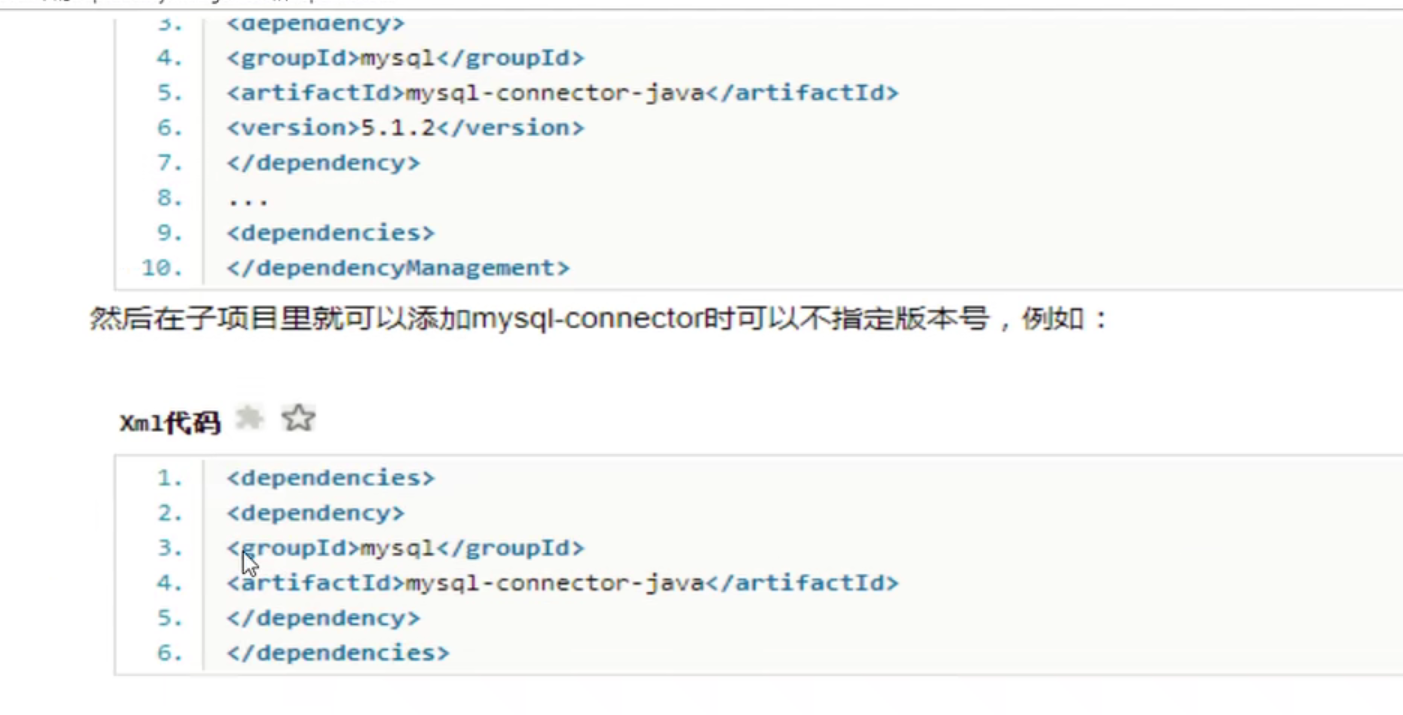 3. <dependency>
4. <groupId>mysql</groupId>
5. <artifactId>mysql-connector-java</artifactId>
6. <version>5.1.2</version>
7. </dependency>
8. ...
9. <dependencies>
10. </dependencyManagement>
然后在子项目里就可以添加mysql-connector时可以不指定版本号，例如：
Xml代码
1. <dependencies>
2. <dependency>
3. <groupId>mysql</groupId>
4. <artifactId>mysql-connector-java</artifactId>
5. </dependency>
6. </dependencies>